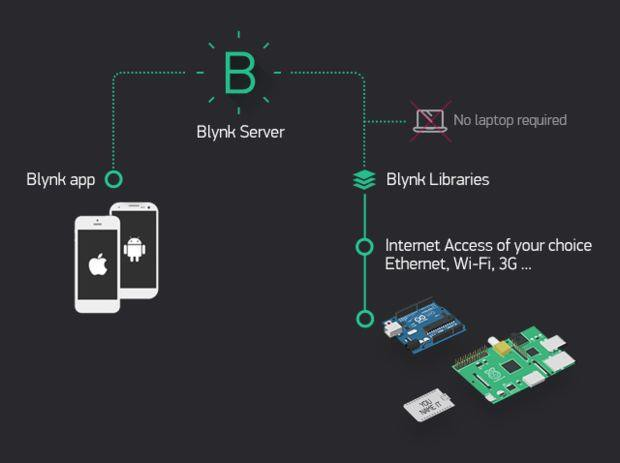 B
Blynk Server
No laptop required
Blynk app
Blynk Libraries
Internet Access of your choice
Ethernet, Wi-Fi, 3G ...
YOU
NAME IT